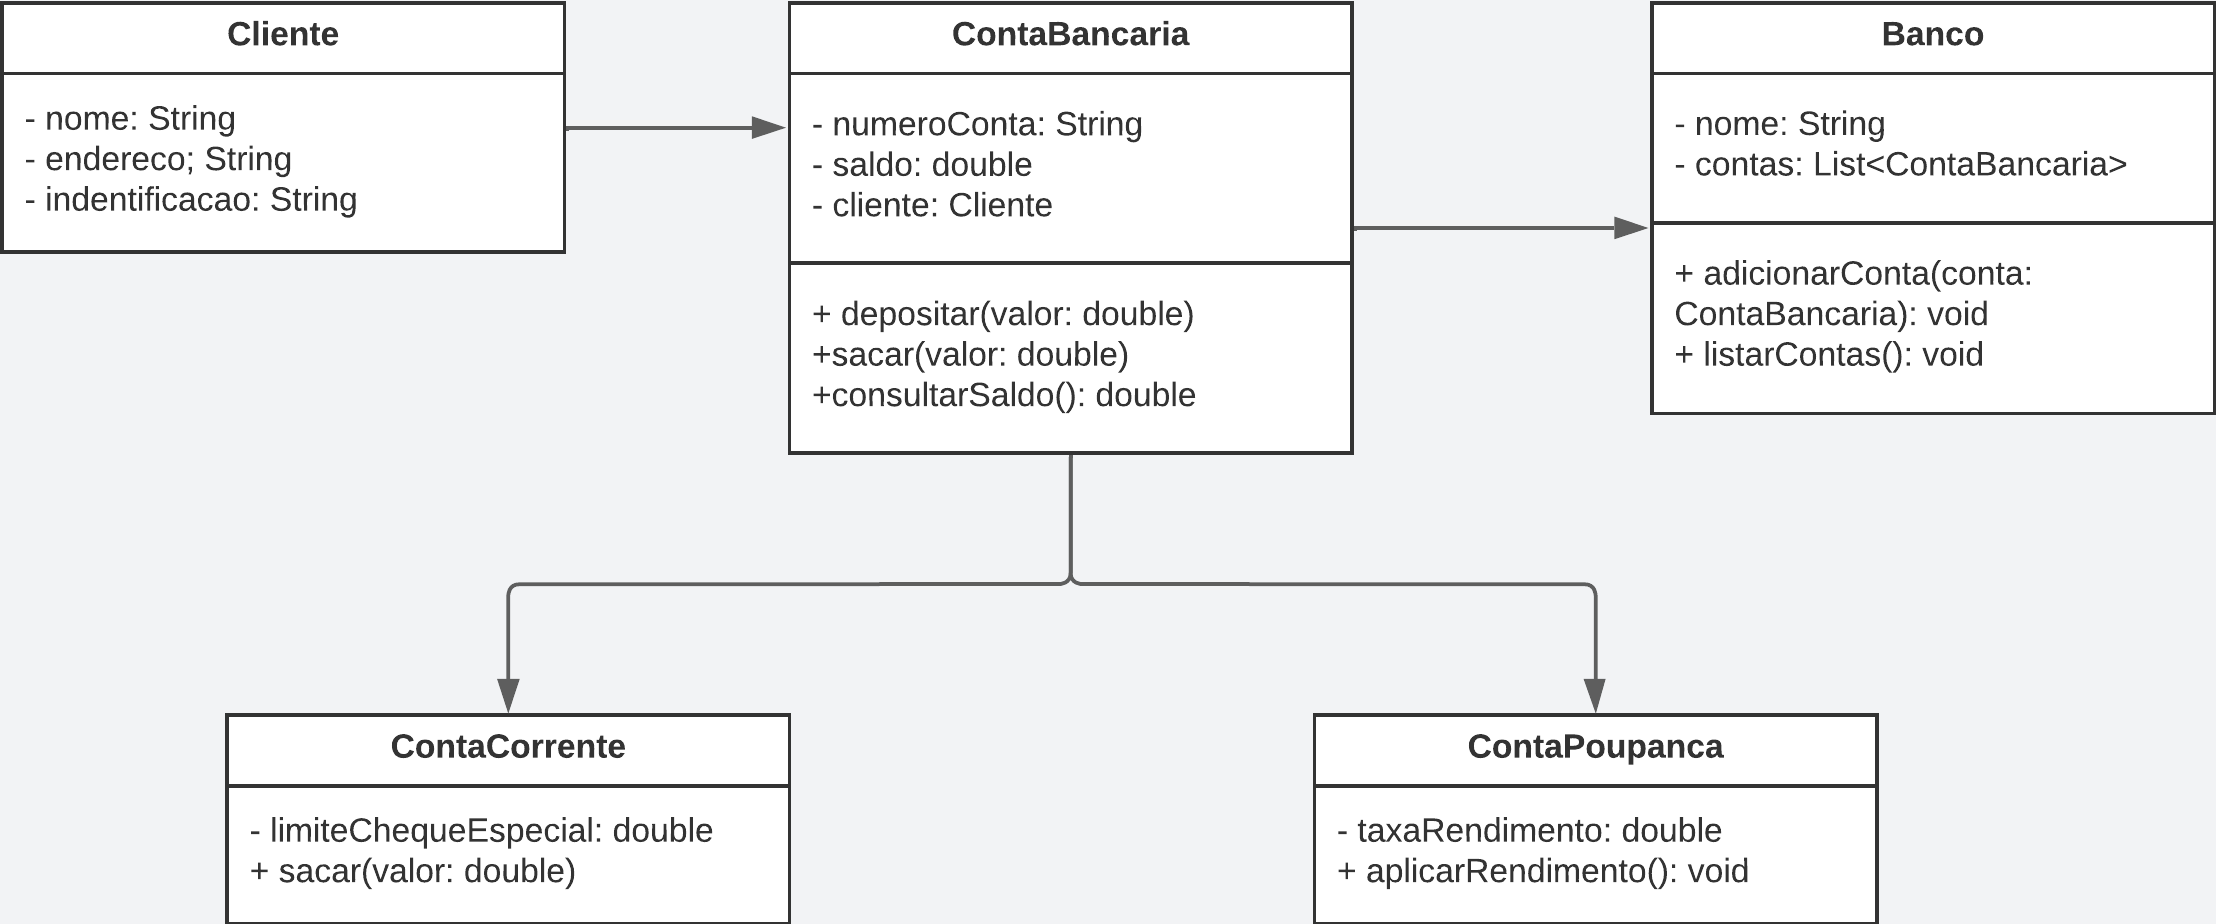 Cliente
- nome: String
- endereco; String
- indentificacao: String
ContaBancaria
- numeroConta: String
- saldo: double
- cliente: Cliente
+ depositar(valor: double)
+sacar(valor: double)
+consultarSaldo(): double
Banco
- nome: String
- contas: List<ContaBancaria>
+ adicionarConta(conta:
ContaBancaria): void
+ listarContas(): void
ContaCorrente
- limiteChequeEspecial: double
+ sacar(valor: double)
ContaPoupanca
- taxaRendimento: double
+ aplicarRendimento(): void